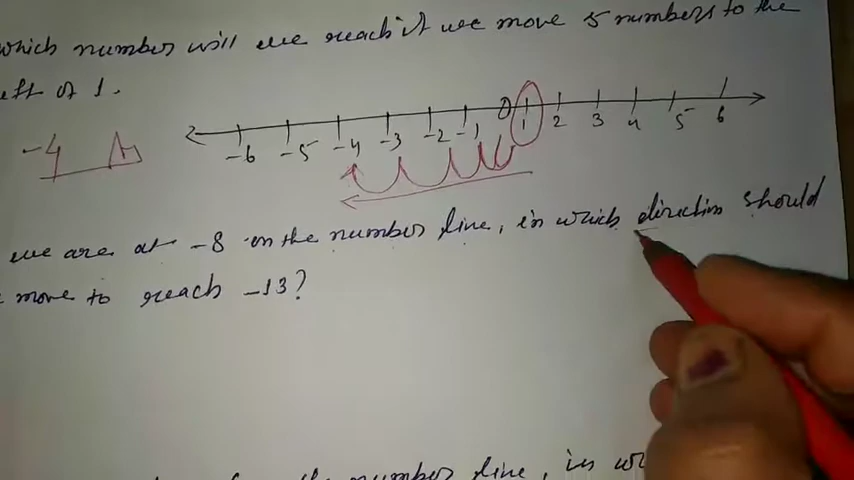 which number will we reach if we move 5 numbers to the
eft of 1.
-4 A
-6 -5 -4 -3 -2 -1 0 1 2 3 4 5 6
we are at -8 on the number line, in which direction should
move to reach -13?
number line, in